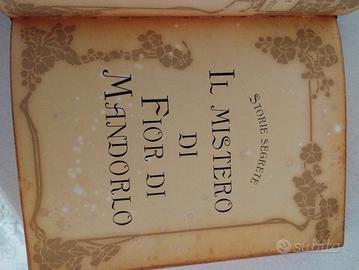 STORIE SEGRETE
IL MISTERO
DI
FIOR DI
MANDORLO
subito